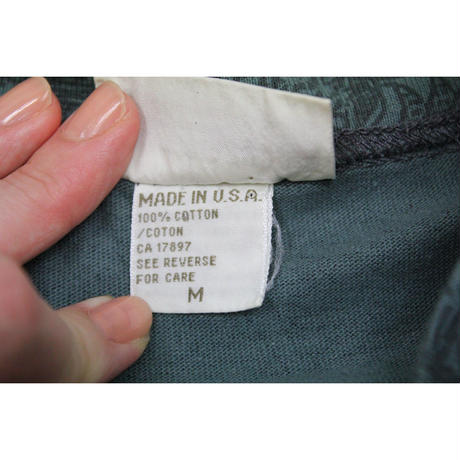 MADE IN U.S.A.
100% COTTON
/COTON
CA 17897
SEE REVERSE
FOR CARE
M